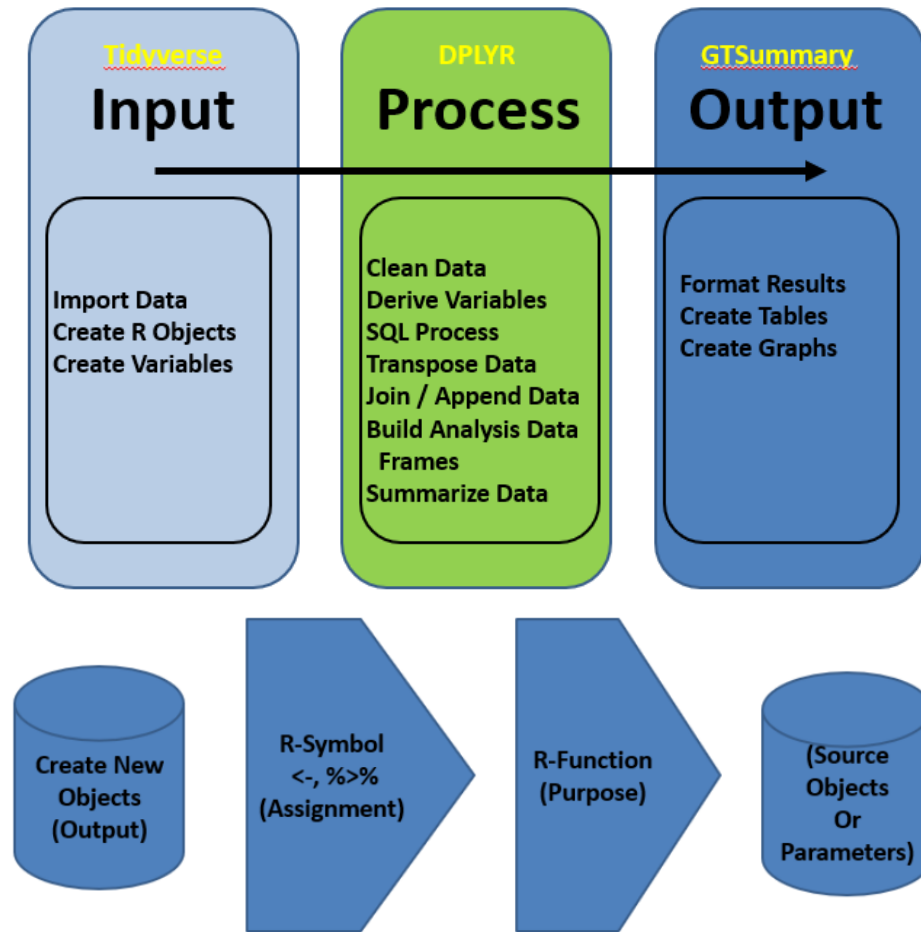 Tidyverse
Input
Import Data
Create R Objects
Create Variables
DPLYR
Process
Clean Data
Derive Variables
SQL Process
Transpose Data
Join / Append Data
Build Analysis Data
Frames
Summarize Data
GTSummary
Output
Format Results
Create Tables
Create Graphs
Create New
Objects
(Output)
R-Symbol
<-, %>%
(Assignment)
R-Function
(Purpose)
(Source
Objects
Or
Parameters)